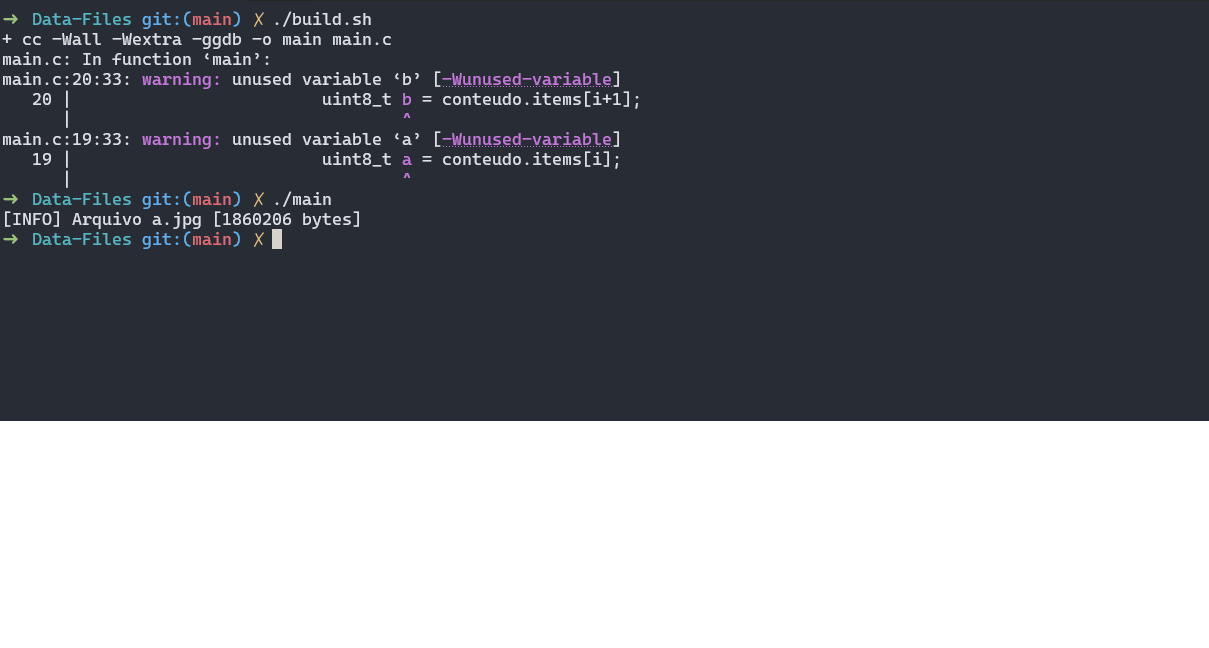 ➜ Data-Files git:(main) ✗ ./build.sh
+ cc -Wall -Wextra -ggdb -o main main.c
main.c: In function ‘main’:
main.c:20:33: warning: unused variable ‘b’ [-Wunused-variable]
   20 |                         uint8_t b = conteudo.items[i+1];
      |                                 ^
main.c:19:33: warning: unused variable ‘a’ [-Wunused-variable]
   19 |                         uint8_t a = conteudo.items[i];
      |                                 ^
➜ Data-Files git:(main) ✗ ./main
[INFO] Arquivo a.jpg [1860206 bytes]
➜ Data-Files git:(main) ✗